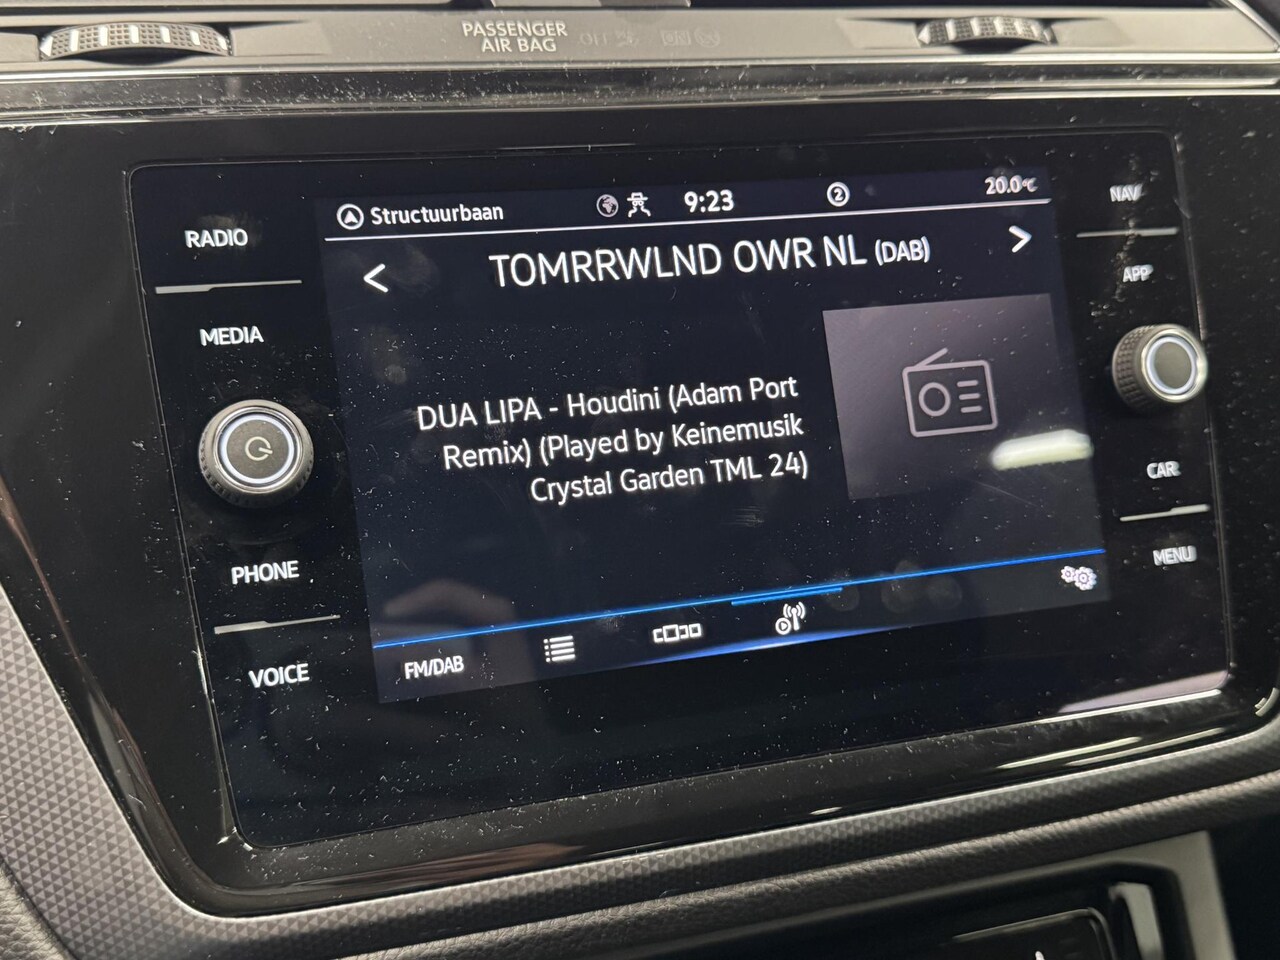 PASSENGER
AIR BAG OFF
Structuurbaan 9:23 2 20.0°C
RADIO
MEDIA
PHONE
VOICE
TOMRRWLND OWR NL (DAB)
DUA LIPA - Houdini (Adam Port
Remix) (Played by Keinemusik
Crystal Garden TML 24)
FM/DAB
NAV
APP
CAR
MENU